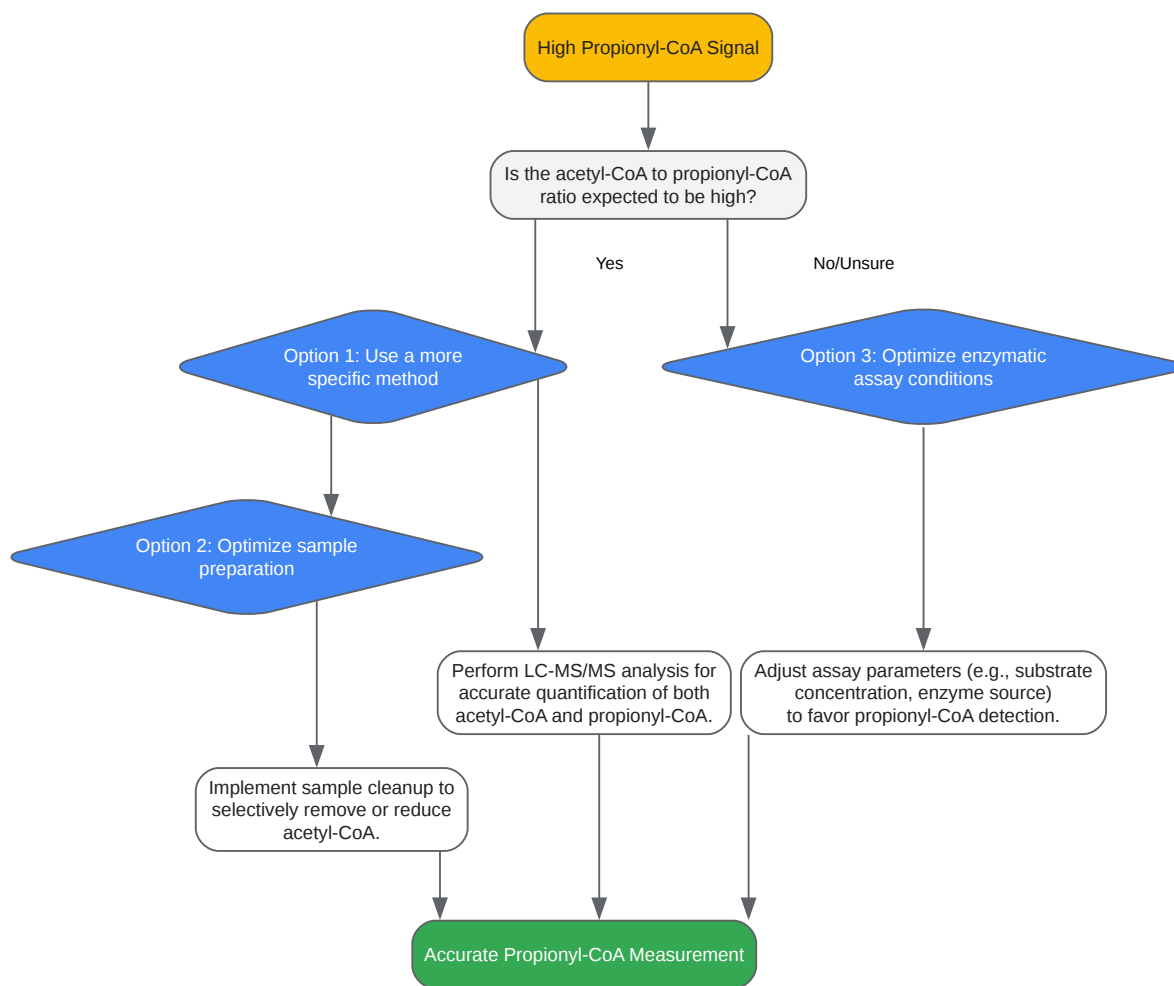 High Propionyl-CoA Signal
Is the acetyl-CoA to propionyl-CoA
ratio expected to be high?
Yes
No/Unsure
Option 1: Use a more
specific method
Option 3: Optimize enzymatic
assay conditions
Option 2: Optimize sample
preparation
Perform LC-MS/MS analysis for
accurate quantification of both
acetyl-CoA and propionyl-CoA.
Adjust assay parameters (e.g., substrate
concentration, enzyme source)
to favor propionyl-CoA detection.
Implement sample cleanup to
selectively remove or reduce
acetyl-CoA.
Accurate Propionyl-CoA Measurement